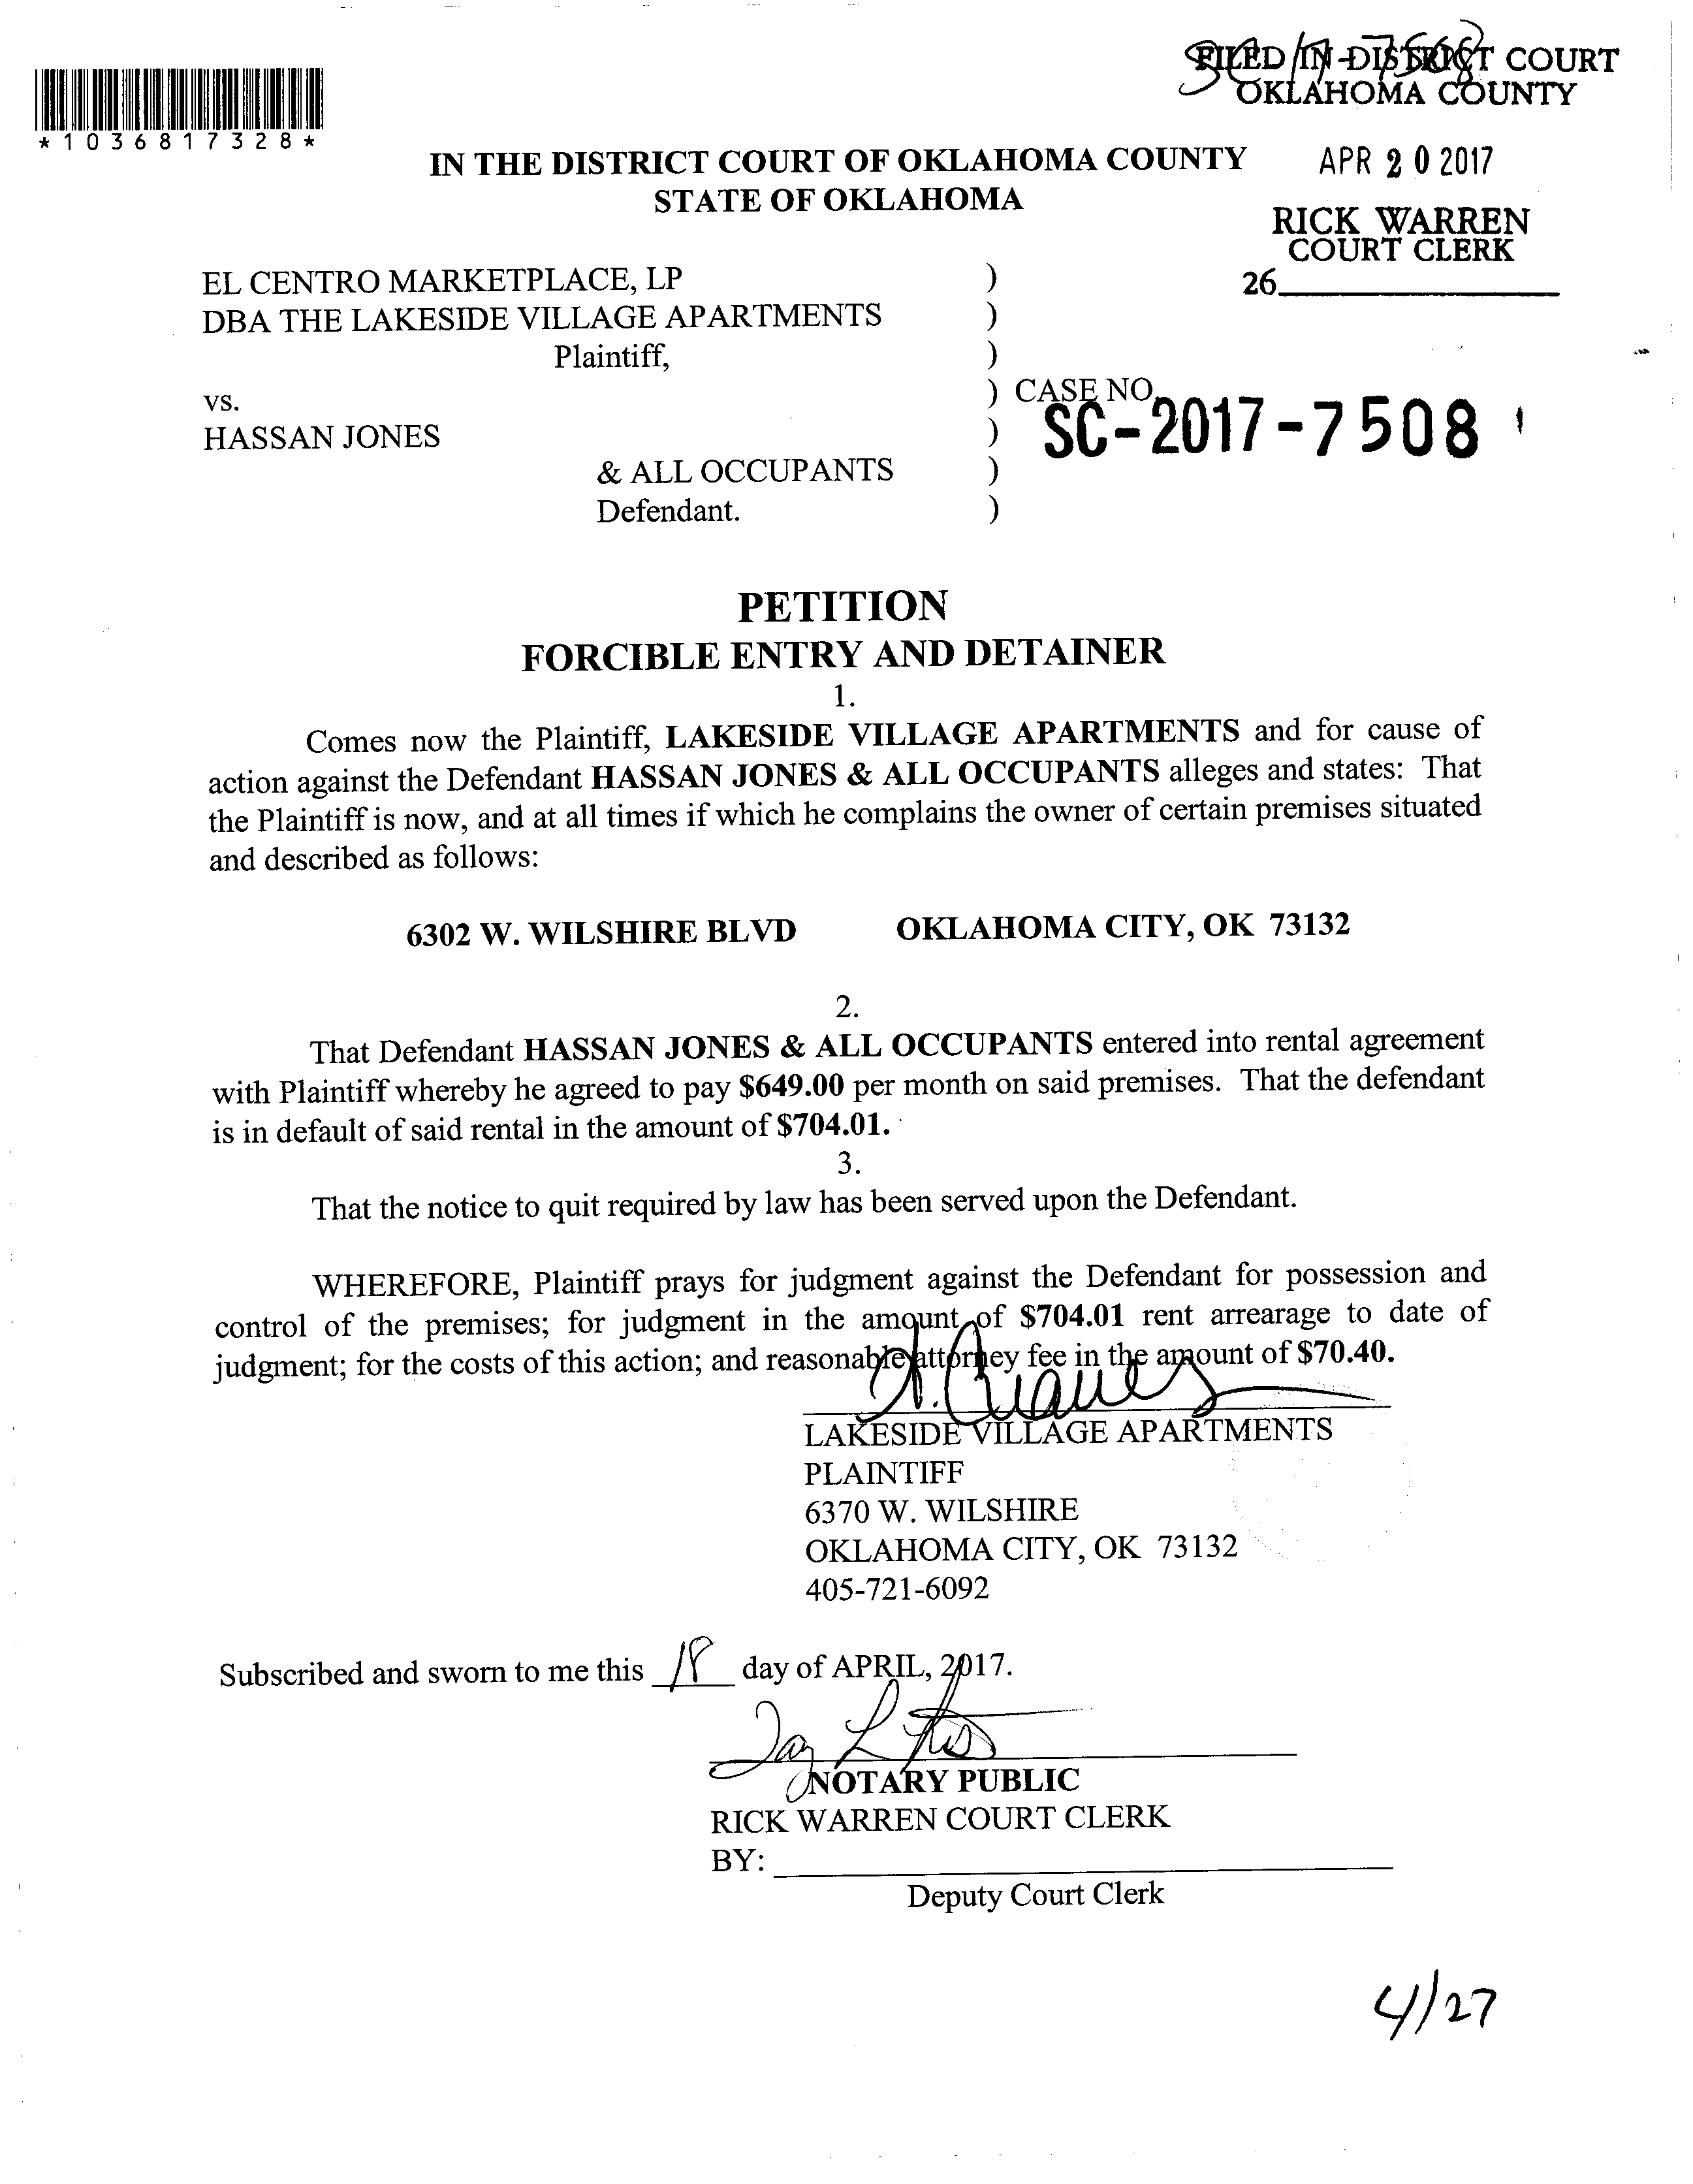 SC 17-7508
FILED IN DISTRICT COURT
OKLAHOMA COUNTY
*1036817328*
IN THE DISTRICT COURT OF OKLAHOMA COUNTY
STATE OF OKLAHOMA
APR 20 2017
RICK WARREN
COURT CLERK
26
EL CENTRO MARKETPLACE, LP )
DBA THE LAKESIDE VILLAGE APARTMENTS )
Plaintiff, )
vs. ) CASE NO.
SC-2017-7508
HASSAN JONES )
& ALL OCCUPANTS )
Defendant. )
PETITION
FORCIBLE ENTRY AND DETAINER
1.
Comes now the Plaintiff, LAKESIDE VILLAGE APARTMENTS and for cause of
action against the Defendant HASSAN JONES & ALL OCCUPANTS alleges and states: That
the Plaintiff is now, and at all times if which he complains the owner of certain premises situated
and described as follows:
6302 W. WILSHIRE BLVD OKLAHOMA CITY, OK 73132
2.
That Defendant HASSAN JONES & ALL OCCUPANTS entered into rental agreement
with Plaintiff whereby he agreed to pay $649.00 per month on said premises. That the defendant
is in default of said rental in the amount of $704.01.
3.
That the notice to quit required by law has been served upon the Defendant.
WHEREFORE, Plaintiff prays for judgment against the Defendant for possession and
control of the premises; for judgment in the amount of $704.01 rent arrearage to date of
judgment; for the costs of this action; and reasonable attorney fee in the amount of $70.40.
LAKESIDE VILLAGE APARTMENTS
PLAINTIFF
6370 W. WILSHIRE
OKLAHOMA CITY, OK 73132
405-721-6092
Subscribed and sworn to me this 18 day of APRIL, 2017.
NOTARY PUBLIC
RICK WARREN COURT CLERK
BY:
Deputy Court Clerk
4/27